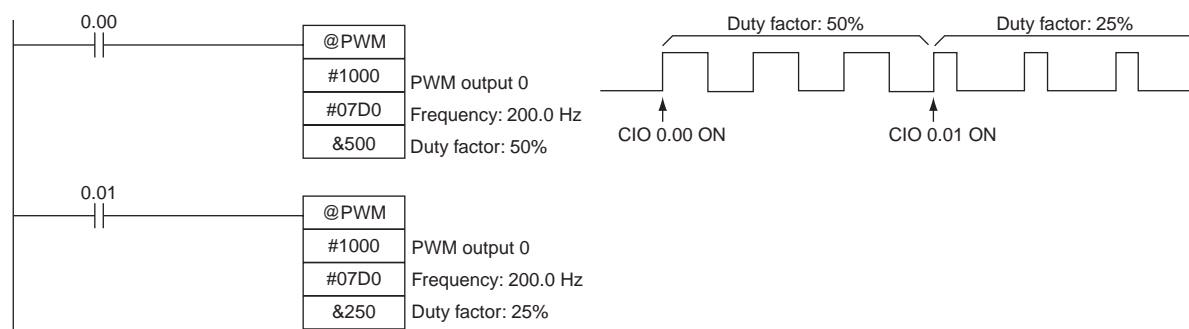 0.00
@PWM
#1000 PWM output 0
#07D0 Frequency: 200.0 Hz
&500 Duty factor: 50%
Duty factor: 50% Duty factor: 25%
CIO 0.00 ON CIO 0.01 ON
0.01
@PWM
#1000 PWM output 0
#07D0 Frequency: 200.0 Hz
&250 Duty factor: 25%